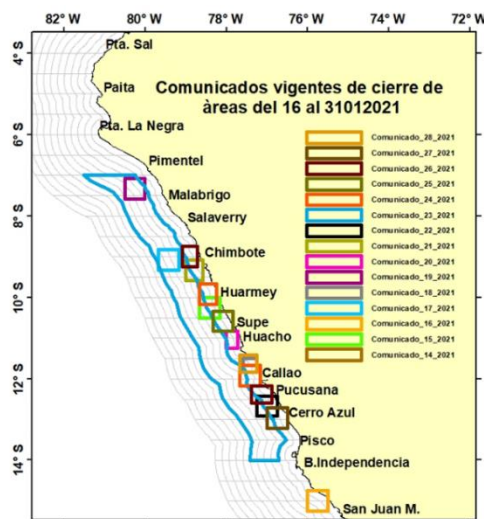 82°W 80°W 78°W 76°W 74°W 72°W
4°S
6°S
8°S
10°S
12°S
14°S
Pta. Sal
Paita
Pta. La Negra
Pimentel
Malabrigo
Salaverry
Chimbote
Huarmey
Supe
Huacho
Callao
Pucusana
Cerro Azul
Pisco
B.Independencia
San Juan M.
Comunicados vigentes de cierre de
àreas del 16 al 31012021
Comunicado_28_2021
Comunicado_27_2021
Comunicado_26_2021
Comunicado_25_2021
Comunicado_24_2021
Comunicado_23_2021
Comunicado_22_2021
Comunicado_21_2021
Comunicado_20_2021
Comunicado_19_2021
Comunicado_18_2021
Comunicado_17_2021
Comunicado_16_2021
Comunicado_15_2021
Comunicado_14_2021